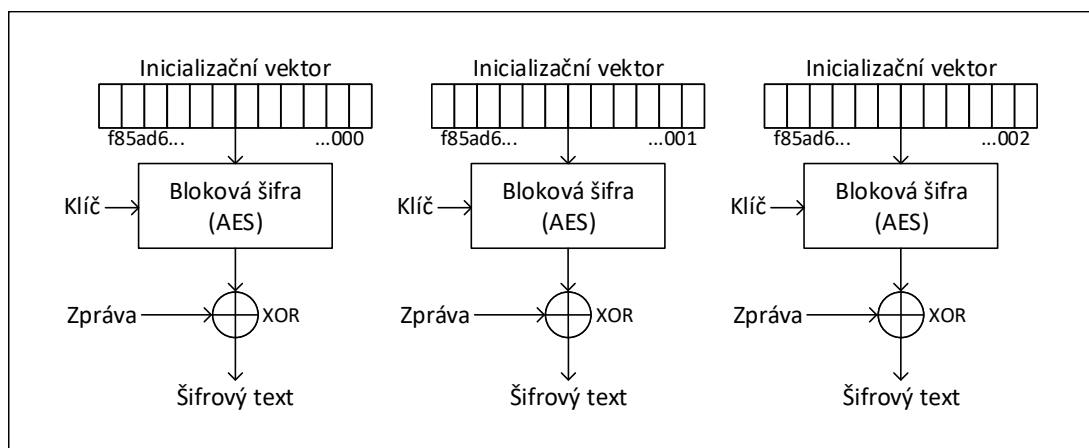 Inicializační vektor
f85ad6... ...000
Klíč
Bloková šifra
(AES)
Zpráva
XOR
Šifrový text
Inicializační vektor
f85ad6... ...001
Klíč
Bloková šifra
(AES)
Zpráva
XOR
Šifrový text
Inicializační vektor
f85ad6... ...002
Klíč
Bloková šifra
(AES)
Zpráva
XOR
Šifrový text